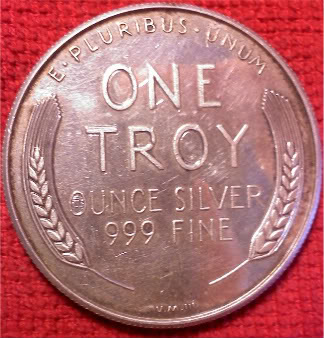 E·PLURIBUS·UNUM
ONE
TROY
OUNCE SILVER
999 FINE